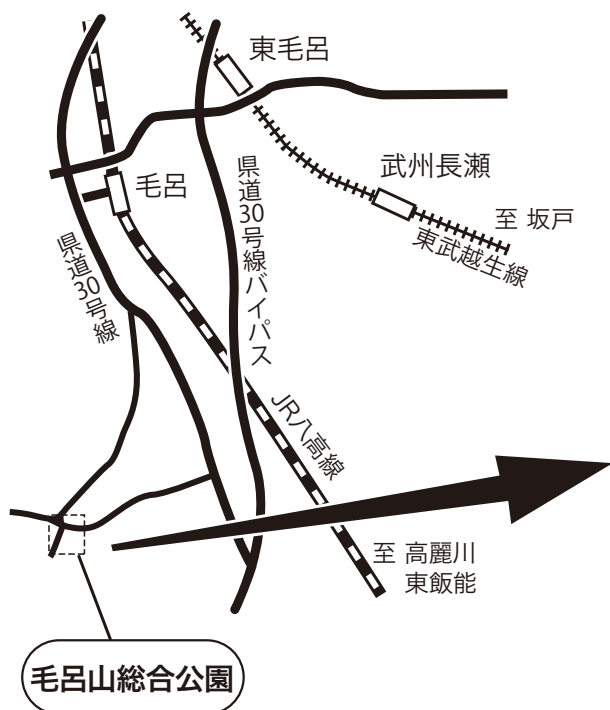 東毛呂
武州長瀬
毛呂
至 坂戸
東武越生線
県道30号線バイパス
県道30号線
JR八高線
至 高麗川
東飯能
毛呂山総合公園